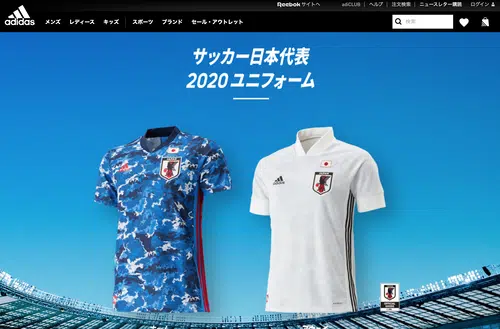 Reebok サイトへ
adiCLUB | ヘルプ | 注文検索 | ニュースレター購読 | ログイン
adidas
メンズ レディース キッズ スポーツ ブランド セール・アウトレット
検索
サッカー日本代表
2020 ユニフォーム
JAPAN
JAPAN